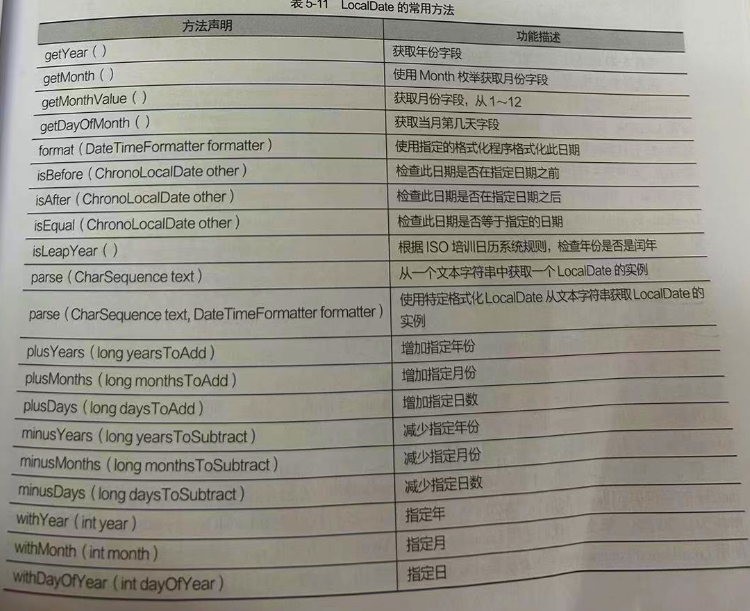 表 5-11 LocalDate 的常用方法
方法声明 功能描述
getYear ( ) 获取年份字段
getMonth ( ) 使用 Month 枚举获取月份字段
getMonthValue ( ) 获取月份字段，从 1～12
getDayOfMonth ( ) 获取当月第几天字段
format ( DateTimeFormatter formatter ) 使用指定的格式化程序格式化此日期
isBefore ( ChronoLocalDate other ) 检查此日期是否在指定日期之前
isAfter ( ChronoLocalDate other ) 检查此日期是否在指定日期之后
isEqual ( ChronoLocalDate other ) 检查此日期是否等于指定的日期
isLeapYear ( ) 根据 ISO 培训日历系统规则，检查年份是否是闰年
parse ( CharSequence text ) 从一个文本字符串中获取一个 LocalDate 的实例
parse ( CharSequence text, DateTimeFormatter formatter ) 使用特定格式化 LocalDate 从文本字符串获取 LocalDate 的
实例
plusYears ( long yearsToAdd ) 增加指定年份
plusMonths ( long monthsToAdd ) 增加指定月份
plusDays ( long daysToAdd ) 增加指定日数
minusYears ( long yearsToSubtract ) 减少指定年份
minusMonths ( long monthsToSubtract ) 减少指定月份
minusDays ( long daysToSubtract ) 减少指定日数
withYear ( int year ) 指定年
withMonth ( int month ) 指定月
withDayOfYear ( int dayOfYear ) 指定日